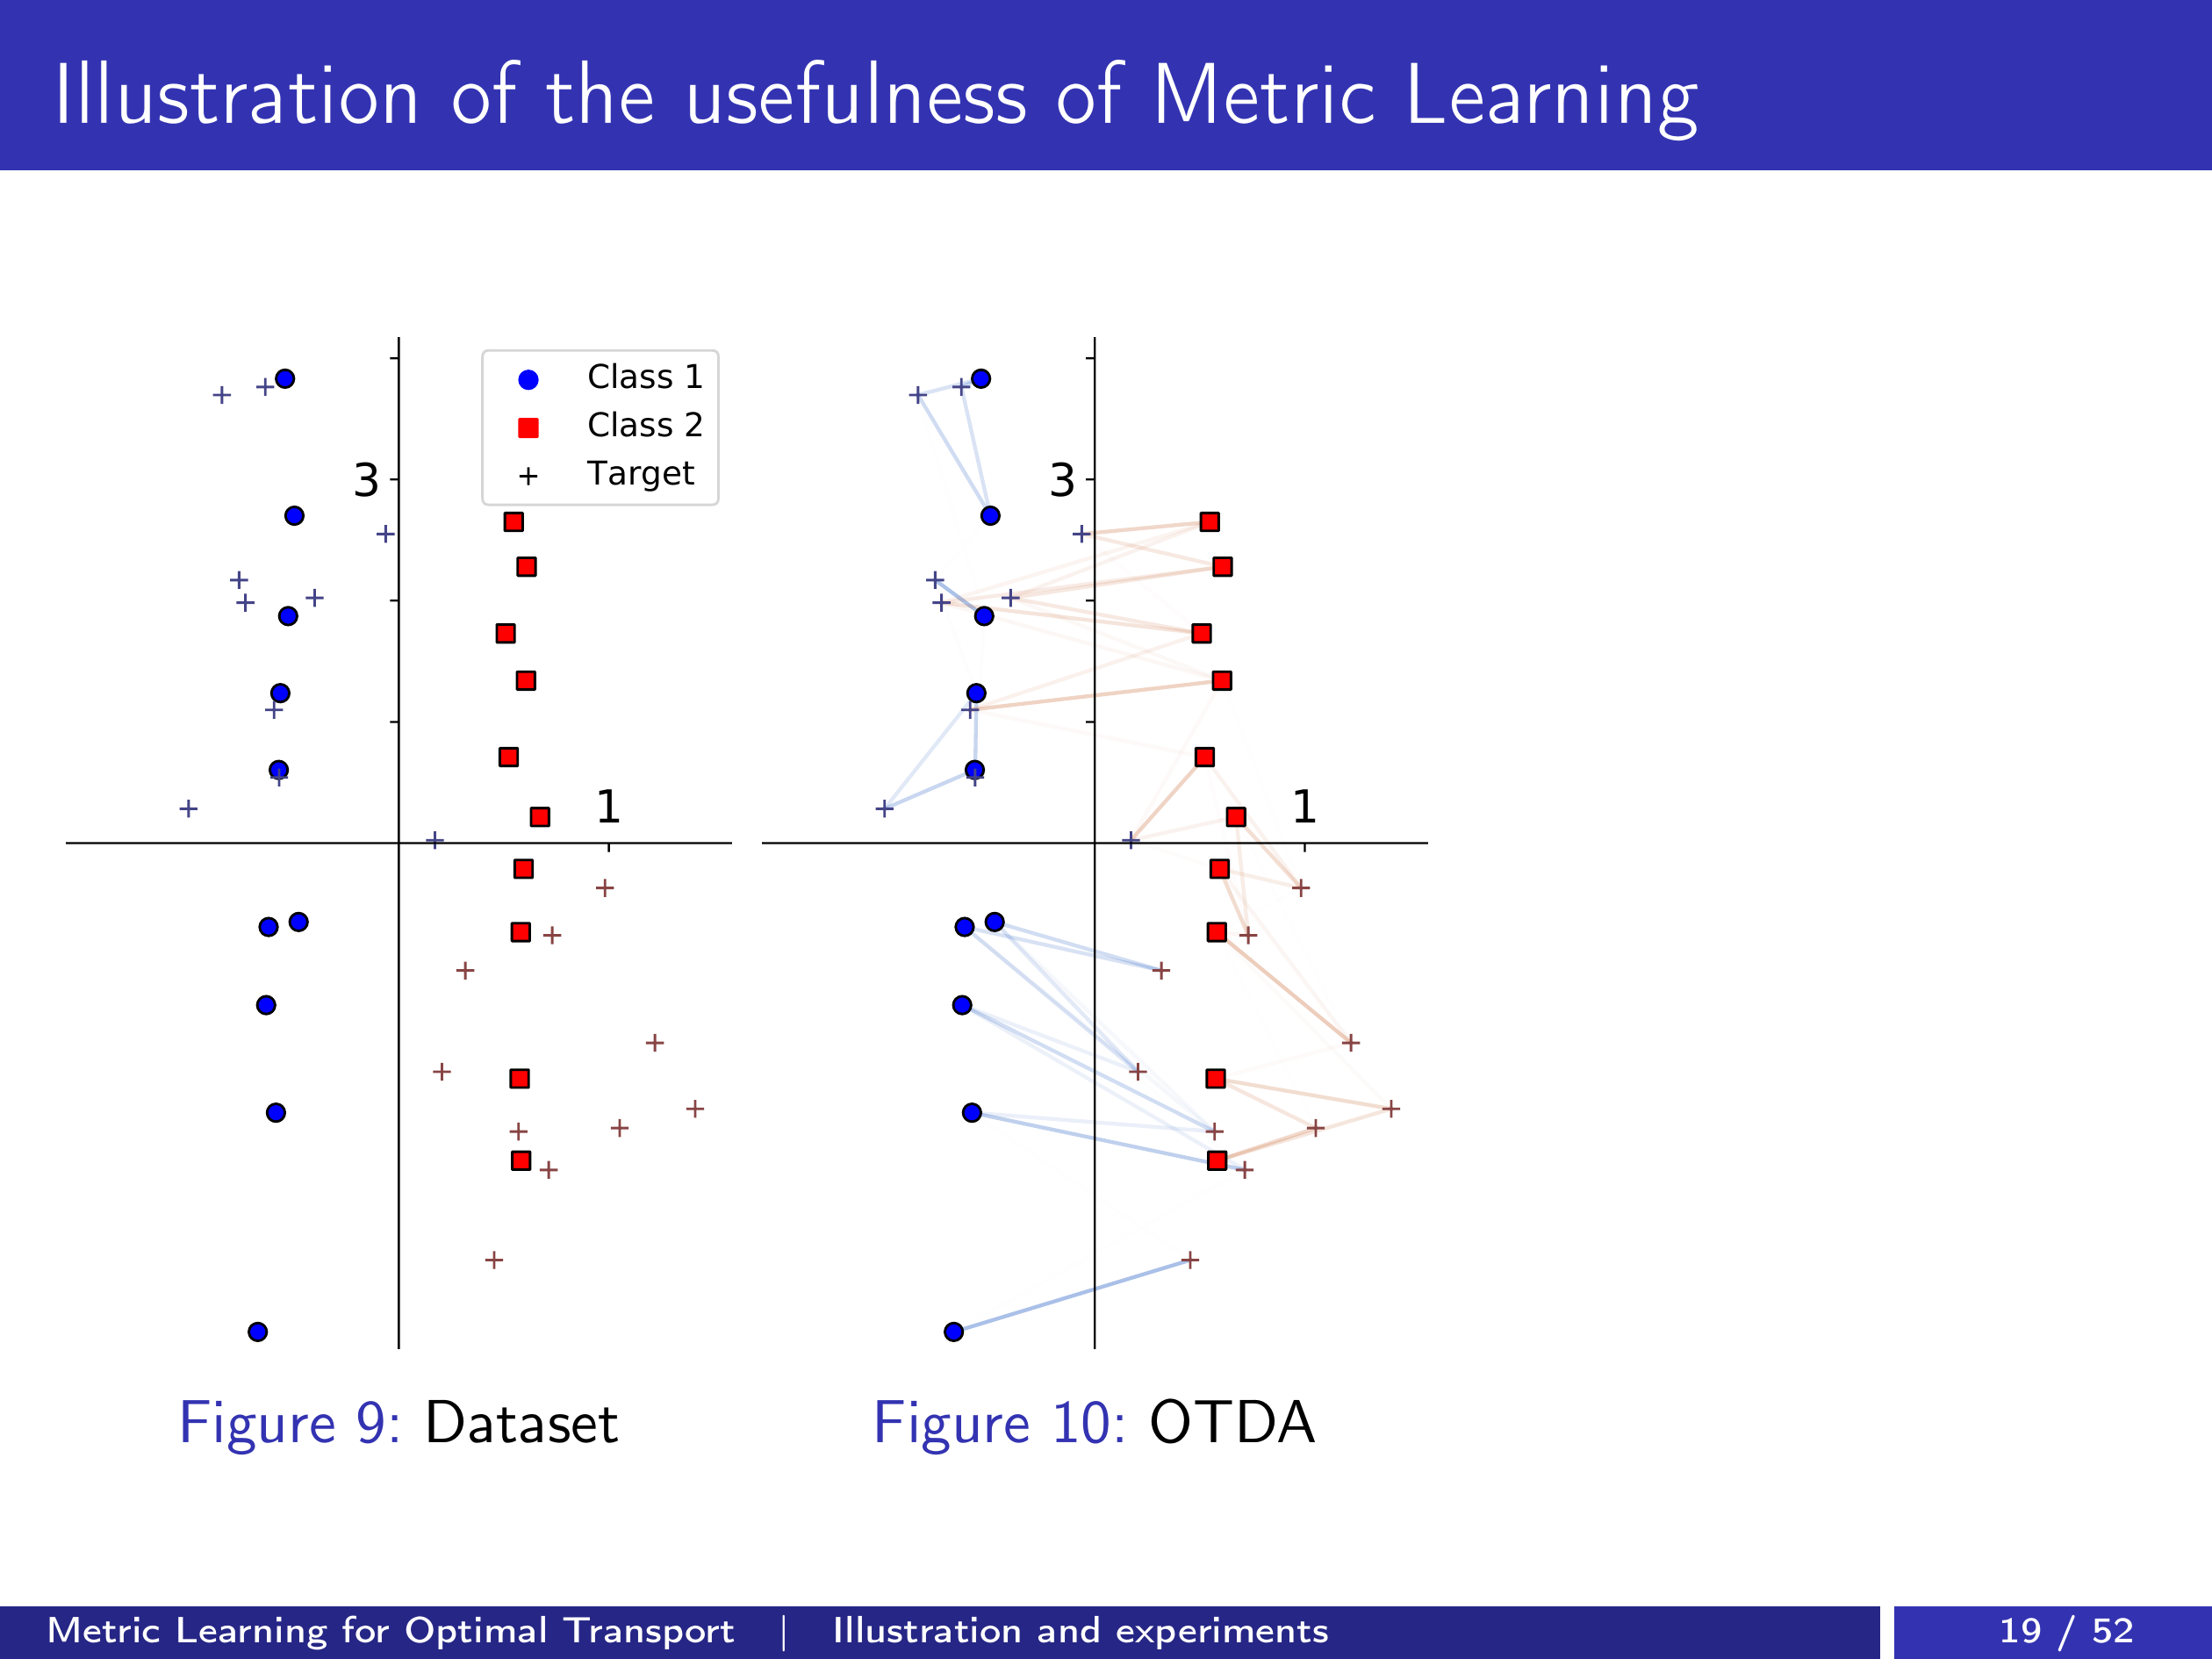 Illustration of the usefulness of Metric Learning
Class 1
Class 2
Target
3
1
3
1
Figure 9: Dataset
Figure 10: OTDA
Metric Learning for Optimal Transport | Illustration and experiments
19 / 52